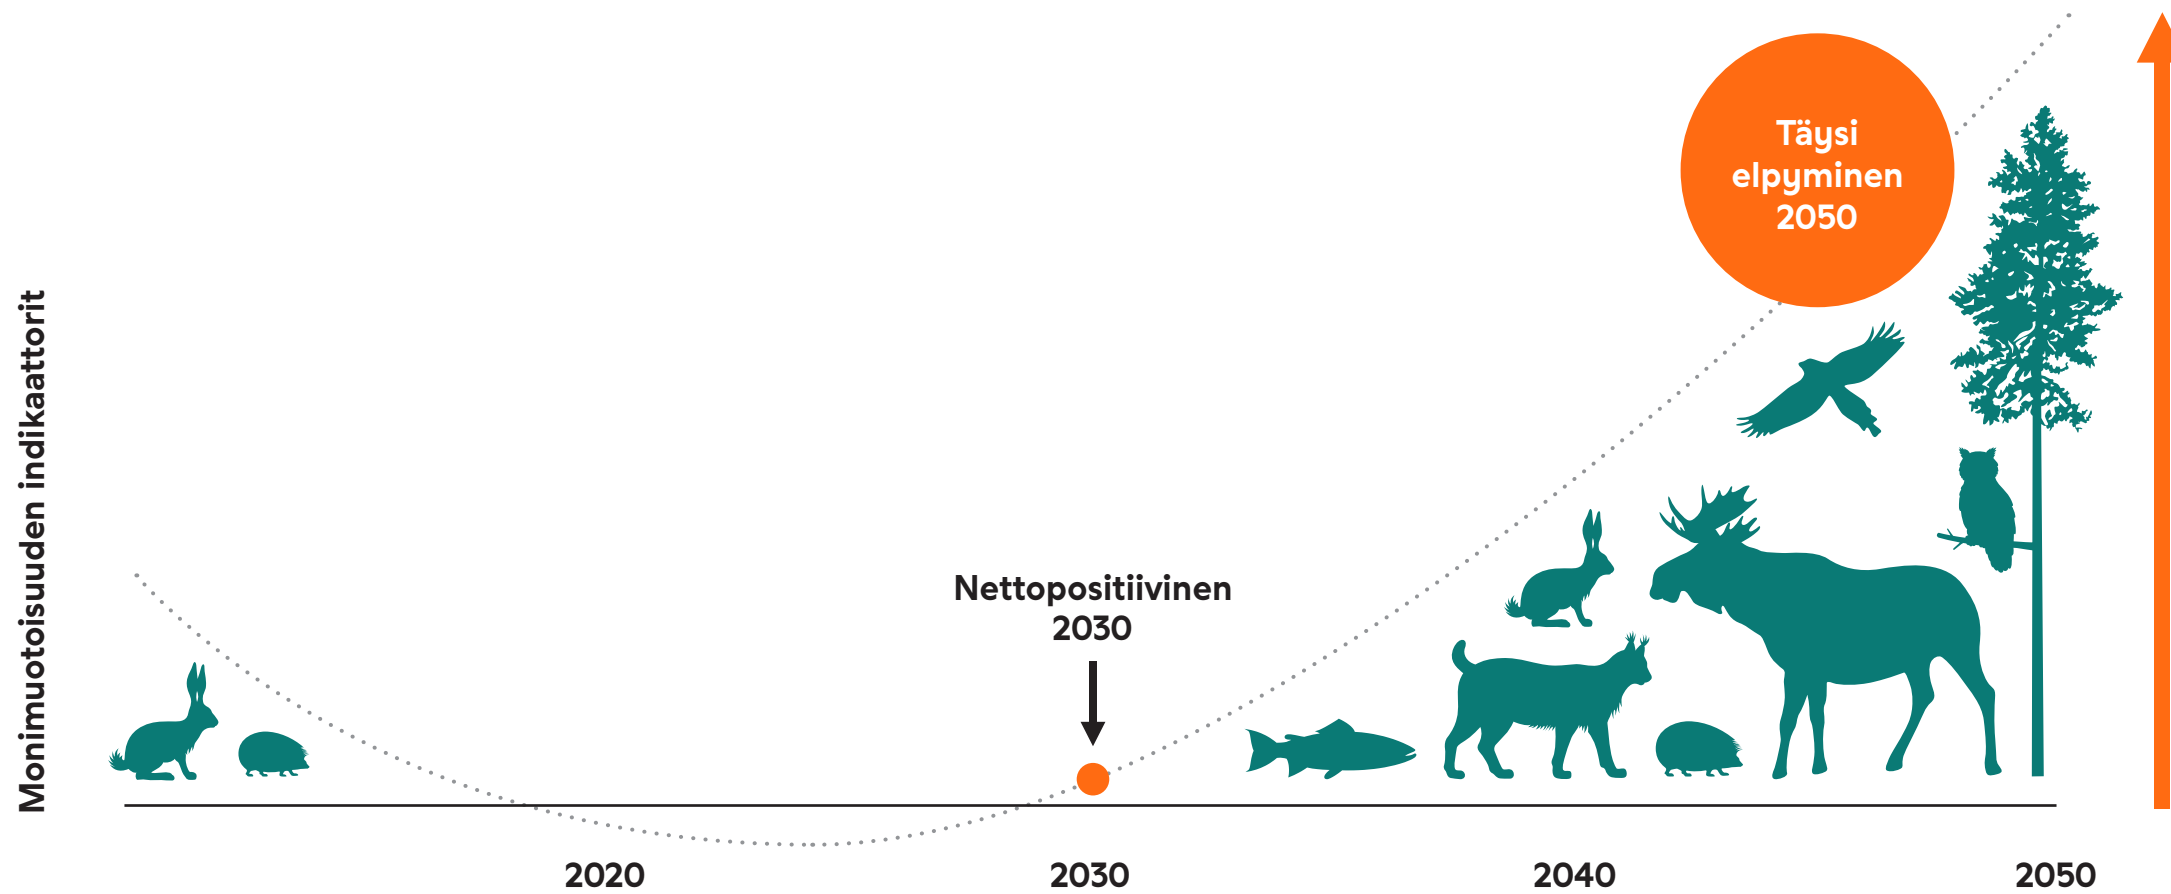 Monimuotoisuuden indikaattorit
Täysi
elpyminen
2050
Nettopositiivinen
2030
2020
2030
2040
2050